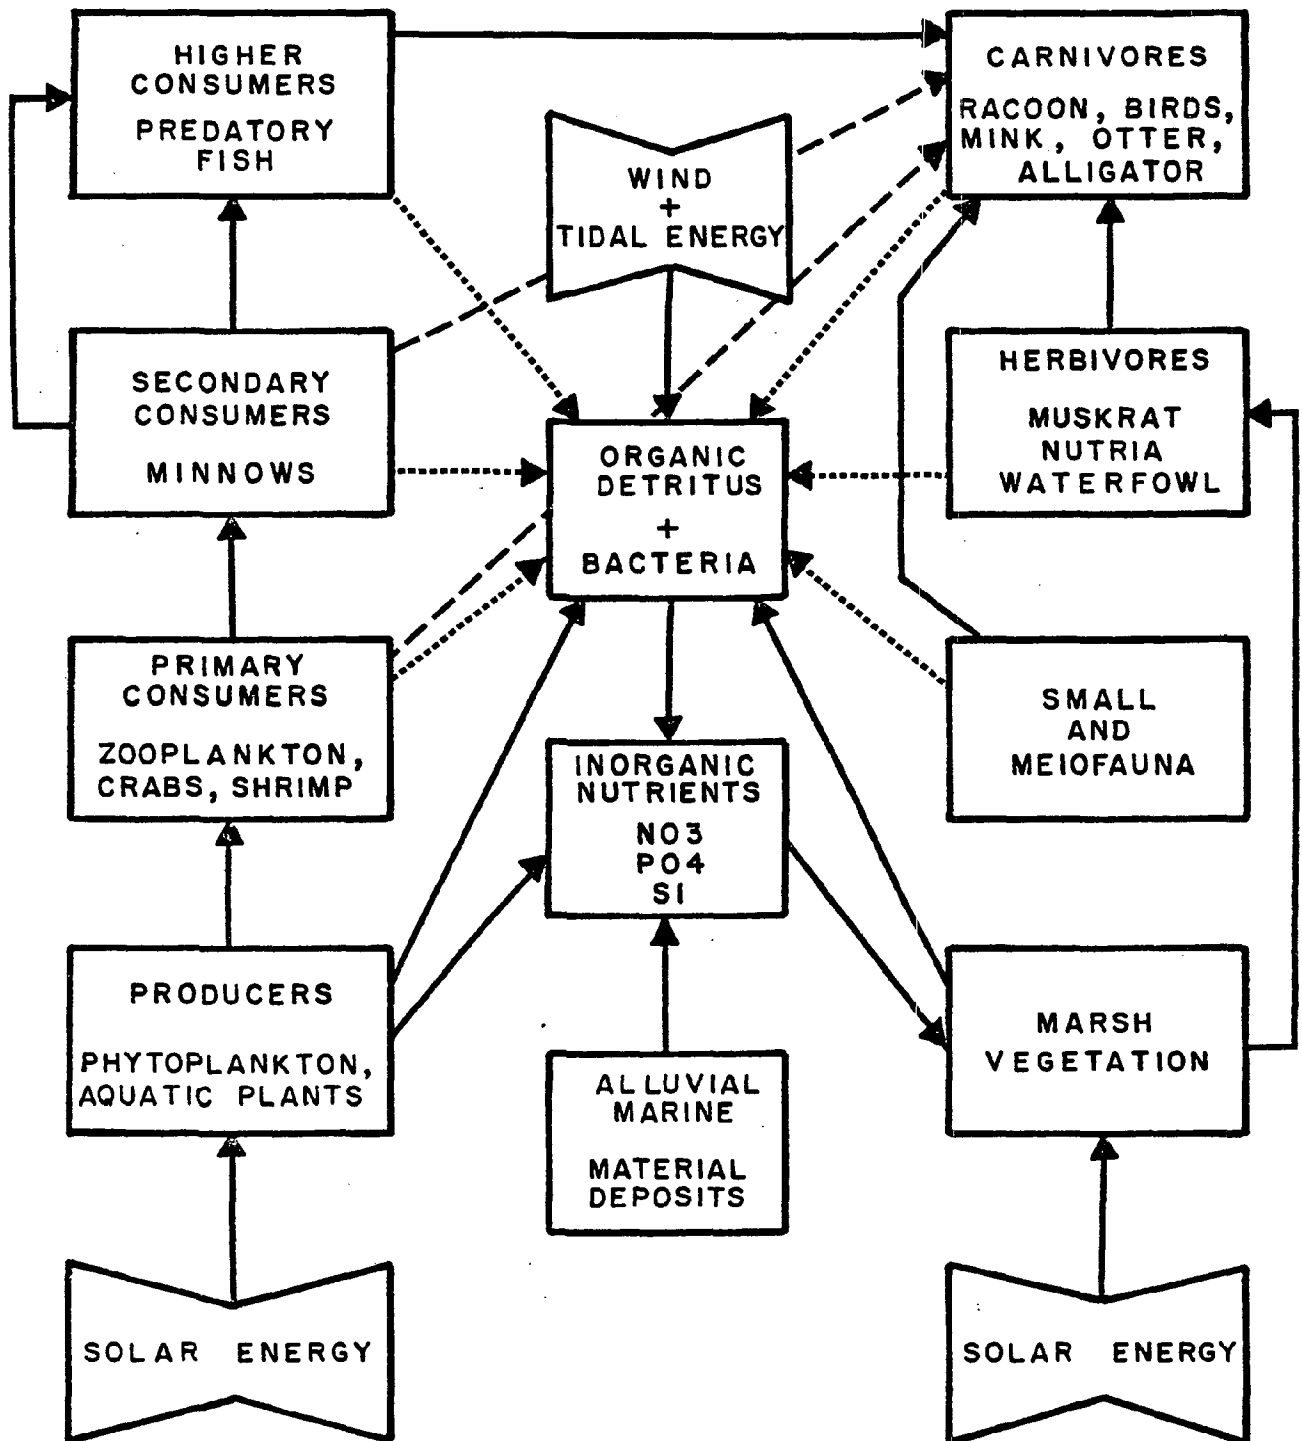 HIGHER
CONSUMERS
PREDATORY
FISH
CARNIVORES
RACOON, BIRDS,
MINK, OTTER,
ALLIGATOR
WIND
+
TIDAL ENERGY
SECONDARY
CONSUMERS
MINNOWS
ORGANIC
DETRITUS
+
BACTERIA
HERBIVORES
MUSKRAT
NUTRIA
WATERFOWL
PRIMARY
CONSUMERS
ZOOPLANKTON,
CRABS, SHRIMP
INORGANIC
NUTRIENTS
NO3
PO4
SI
SMALL
AND
MEIOFAUNA
PRODUCERS
PHYTOPLANKTON,
AQUATIC PLANTS
ALLUVIAL
MARINE
MATERIAL
DEPOSITS
MARSH
VEGETATION
SOLAR ENERGY
SOLAR ENERGY